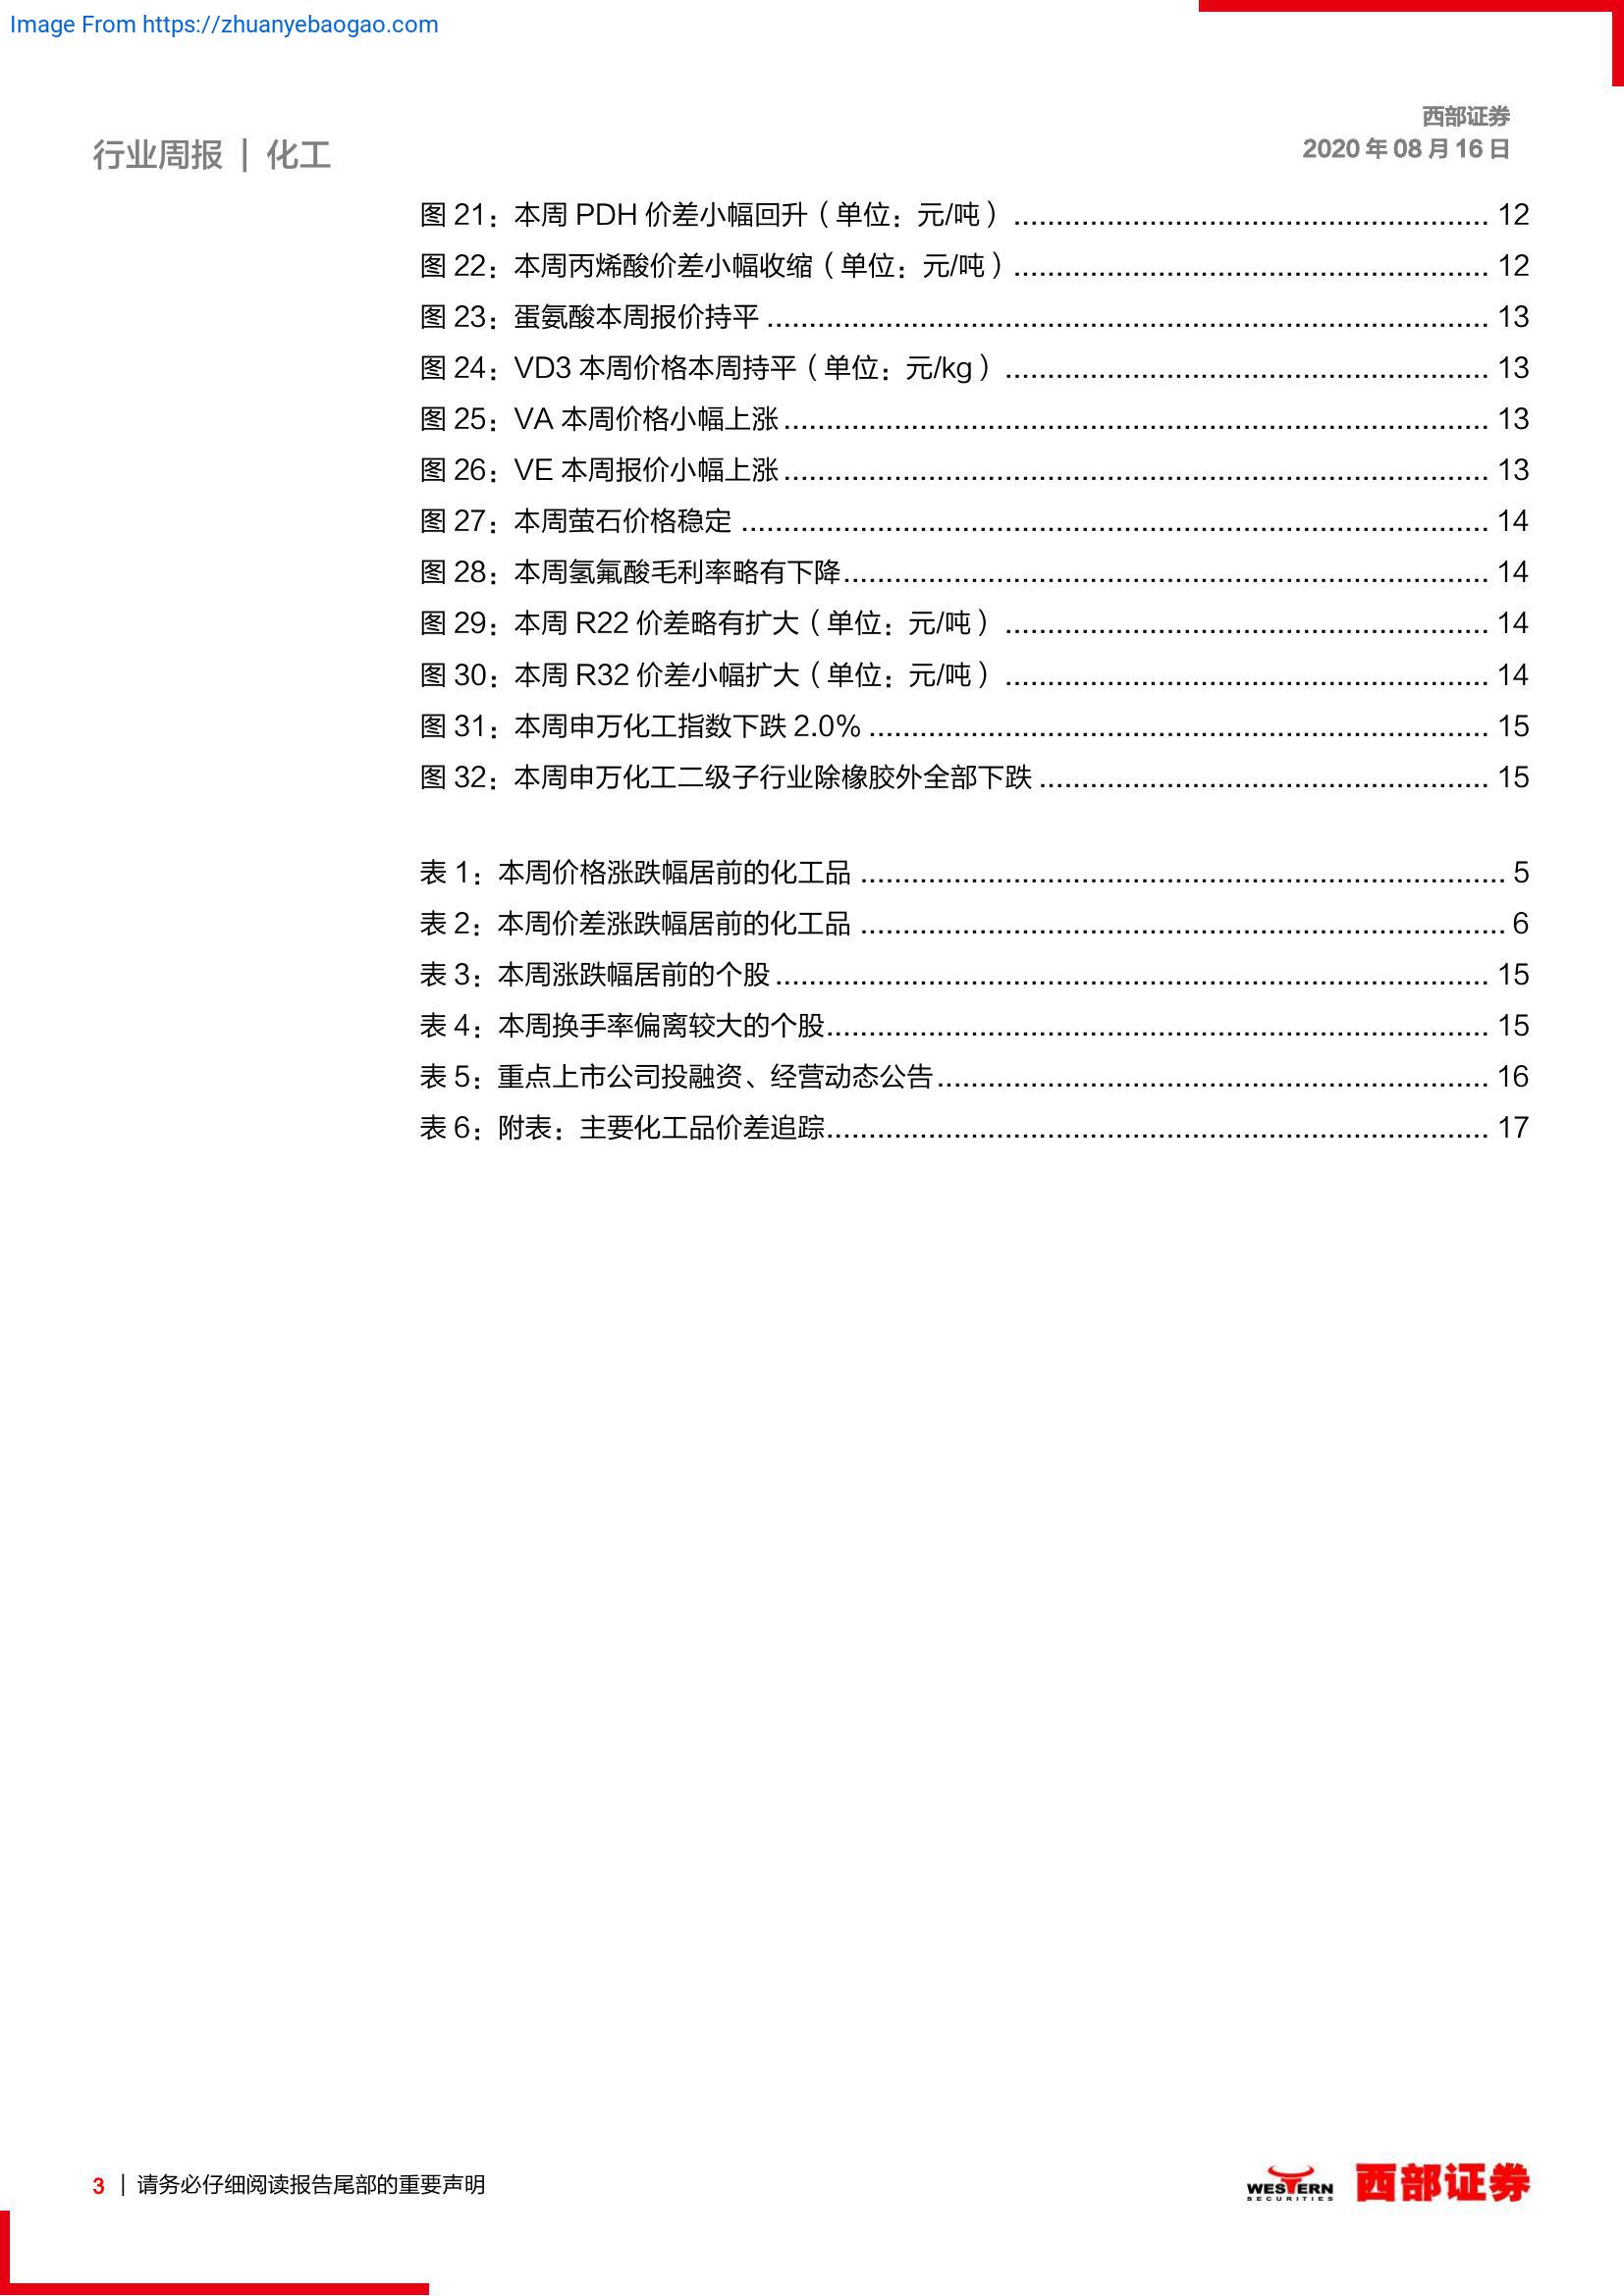 Image From https://zhuanyebaogao.com
西部证券
行业周报 | 化工
2020 年 08 月 16 日
图 21：本周 PDH 价差小幅回升（单位：元/吨） ........................................................ 12
图 22：本周丙烯酸价差小幅收缩（单位：元/吨） ........................................................ 12
图 23：蛋氨酸本周报价持平 ..................................................................................... 13
图 24：VD3 本周价格本周持平（单位：元/kg） ......................................................... 13
图 25：VA 本周价格小幅上涨 ................................................................................... 13
图 26：VE 本周报价小幅上涨 ................................................................................... 13
图 27：本周萤石价格稳定 ........................................................................................ 14
图 28：本周氢氟酸毛利率略有下降............................................................................ 14
图 29：本周 R22 价差略有扩大（单位：元/吨） ......................................................... 14
图 30：本周 R32 价差小幅扩大（单位：元/吨） ......................................................... 14
图 31：本周申万化工指数下跌 2.0% ......................................................................... 15
图 32：本周申万化工二级子行业除橡胶外全部下跌 ..................................................... 15
表 1：本周价格涨跌幅居前的化工品 ............................................................................ 5
表 2：本周价差涨跌幅居前的化工品 ............................................................................ 6
表 3：本周涨跌幅居前的个股 .................................................................................... 15
表 4：本周换手率偏离较大的个股.............................................................................. 15
表 5：重点上市公司投融资、经营动态公告................................................................. 16
表 6：附表：主要化工品价差追踪.............................................................................. 17
3 | 请务必仔细阅读报告尾部的重要声明
WESTERN
SECURITIES
西部证券